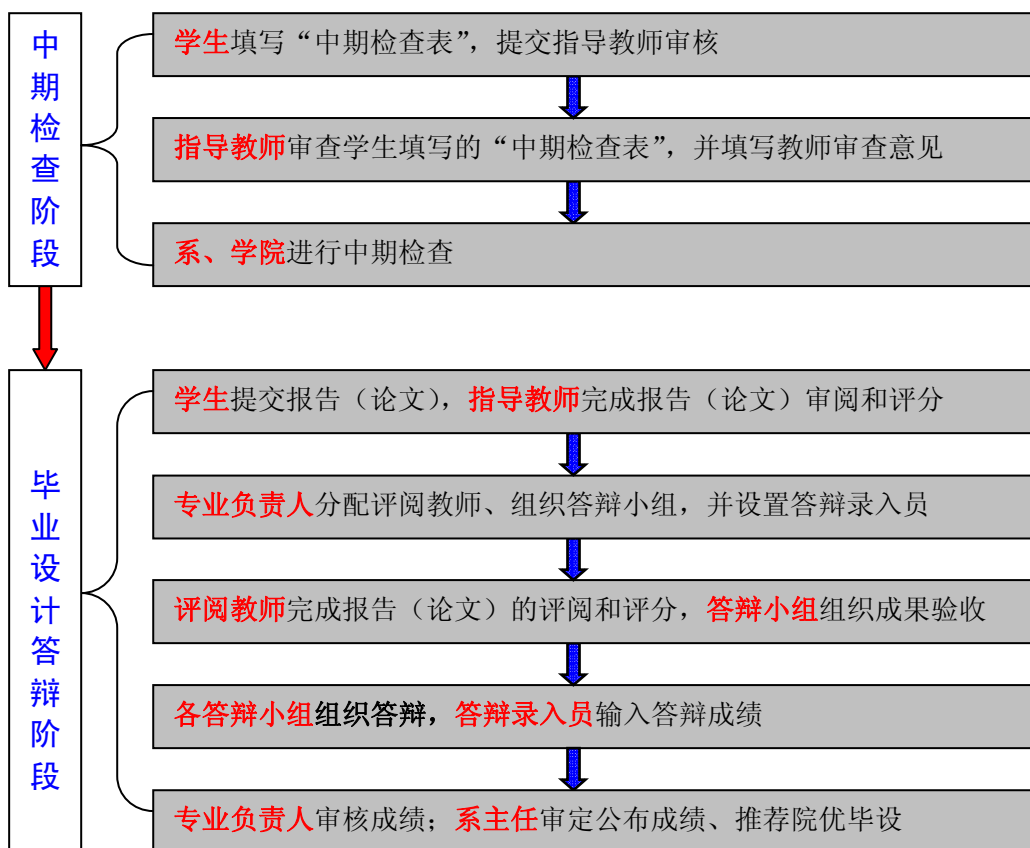 中期检查阶段
学生填写“中期检查表”，提交指导教师审核
指导教师审查学生填写的“中期检查表”，并填写教师审查意见
系、学院进行中期检查
毕业设计答辩阶段
学生提交报告（论文），指导教师完成报告（论文）审阅和评分
专业负责人分配评阅教师、组织答辩小组，并设置答辩录入员
评阅教师完成报告（论文）的评阅和评分，答辩小组组织成果验收
各答辩小组组织答辩，答辩录入员输入答辩成绩
专业负责人审核成绩；系主任审定公布成绩、推荐院优毕设